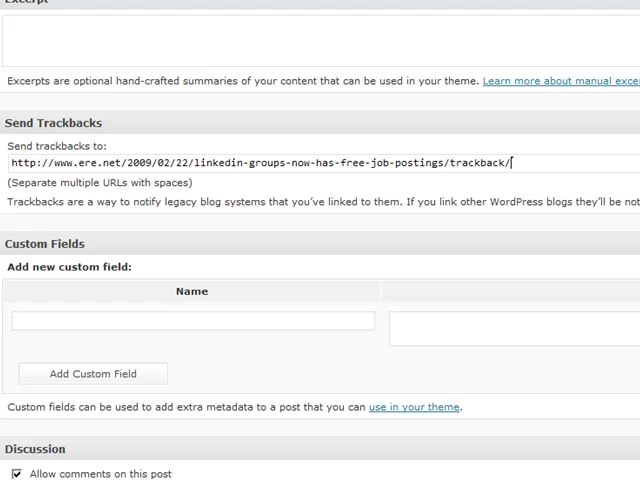 Excerpt
Excerpts are optional hand-crafted summaries of your content that can be used in your theme. Learn more about manual exce
Send Trackbacks
Send trackbacks to:
http://www.ere.net/2009/02/22/linkedin-groups-now-has-free-job-postings/trackback/
(Separate multiple URLs with spaces)
Trackbacks are a way to notify legacy blog systems that you've linked to them. If you link other WordPress blogs they'll be not
Custom Fields
Add new custom field:
Name
Add Custom Field
Custom fields can be used to add extra metadata to a post that you can use in your theme.
Discussion
Allow comments on this post